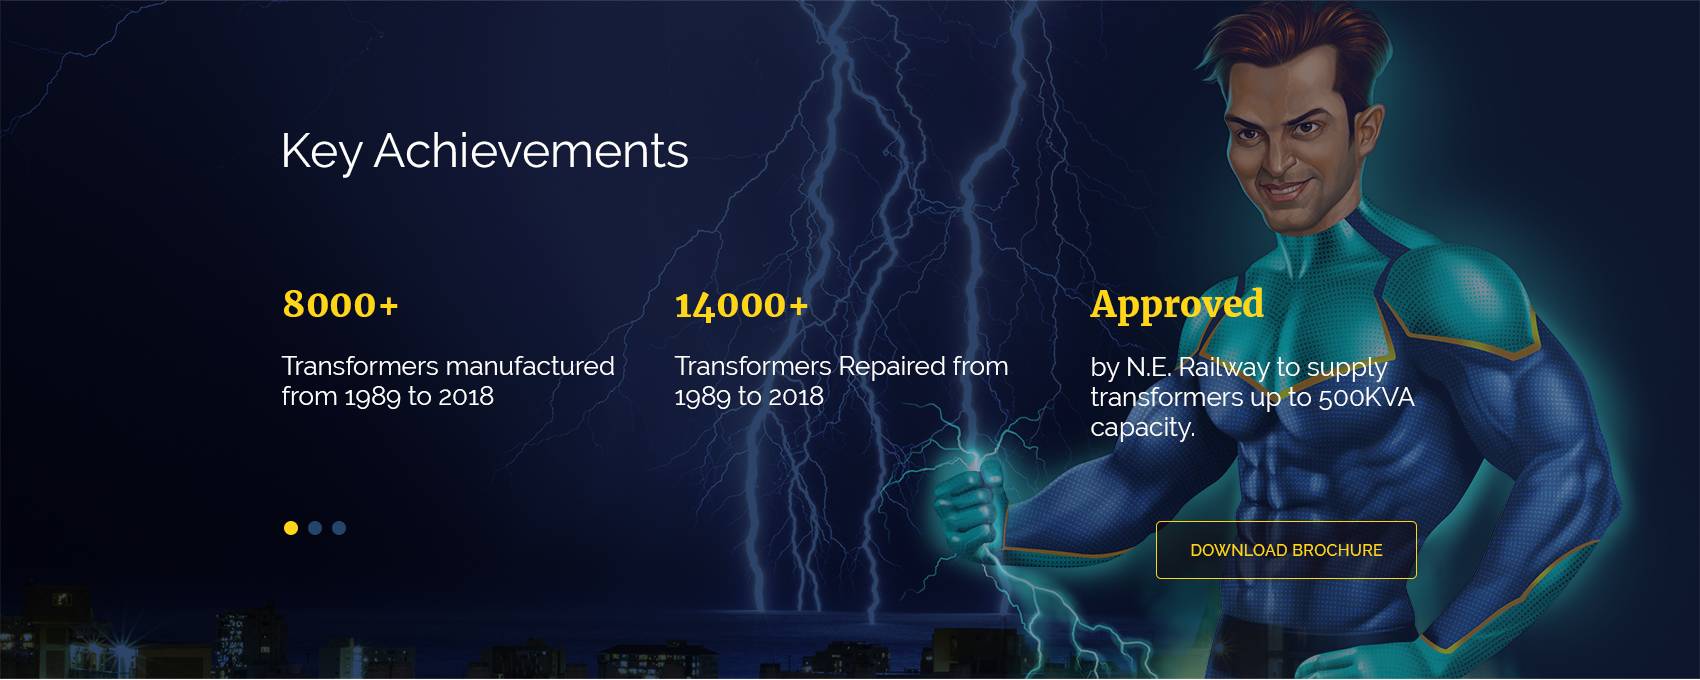 Key Achievements
8000+
Transformers manufactured
from 1989 to 2018
14000+
Transformers Repaired from
1989 to 2018
Approved
by N.E. Railway to supply
transformers up to 500KVA
capacity.
DOWNLOAD BROCHURE